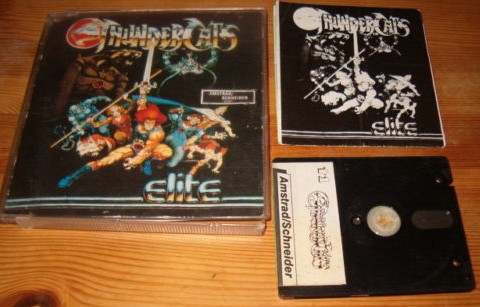 THUNDERCATS
AMSTRAD/
SCHNEIDER
elite
THUNDERCATS
elite
Amstrad/Schneider